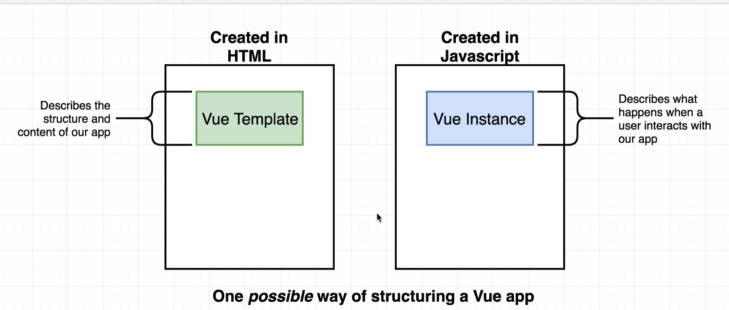 Created in
HTML
Created in
Javascript
Describes the
structure and
content of our app
Vue Template
Vue Instance
Describes what
happens when a
user interacts with
our app
One possible way of structuring a Vue app